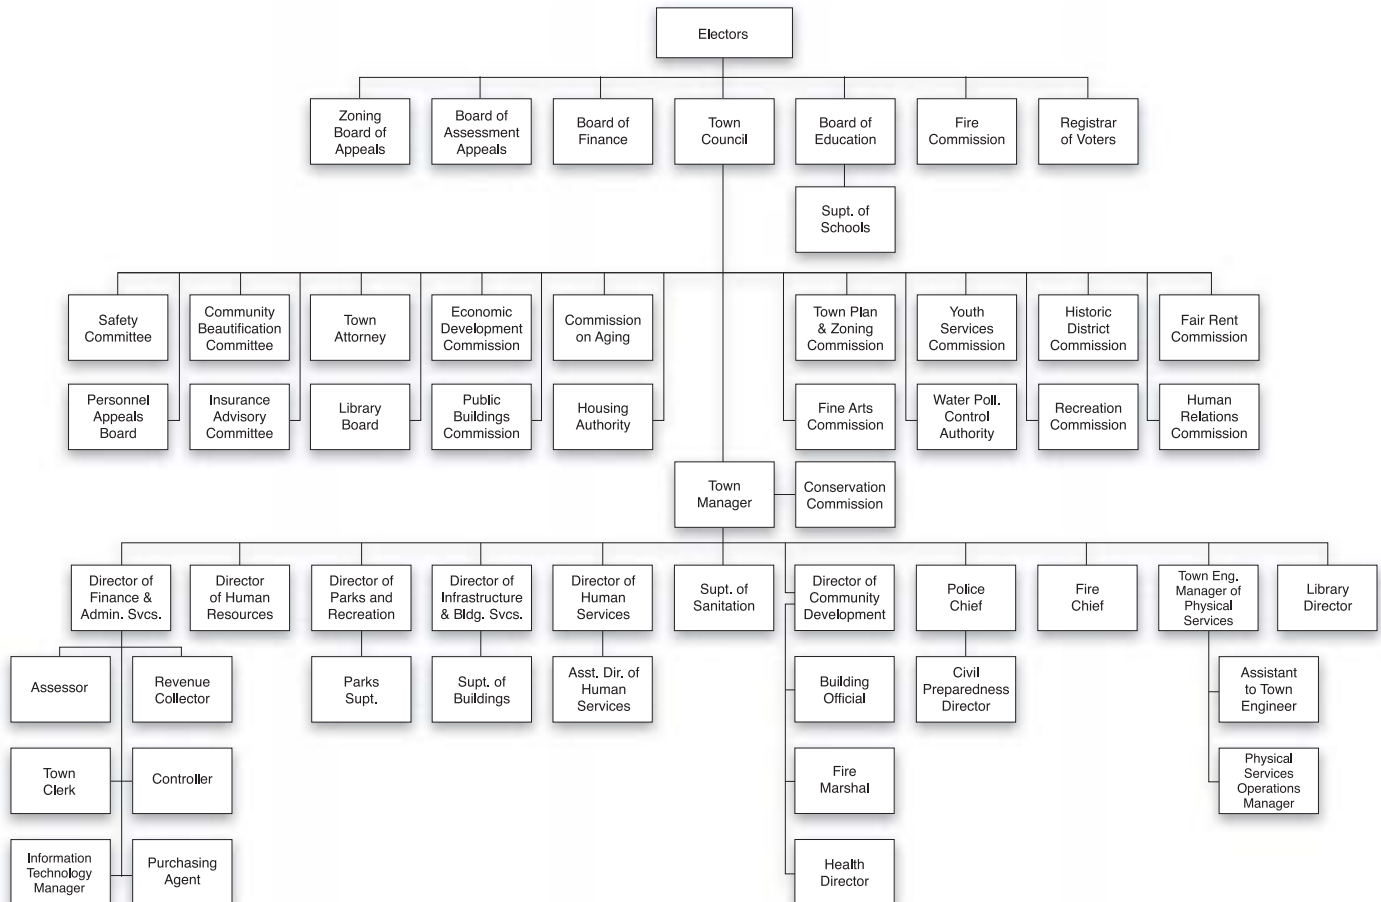 Electors
Zoning
Board of
Appeals
Board of
Assessment
Appeals
Board of
Finance
Town
Council
Board of
Education
Fire
Commission
Registrar
of Voters
Supt. of
Schools
Safety
Committee
Community
Beautification
Committee
Town
Attorney
Economic
Development
Commission
Commission
on Aging
Town Plan
& Zoning
Commission
Youth
Services
Commission
Historic
District
Commission
Fair Rent
Commission
Personnel
Appeals
Board
Insurance
Advisory
Committee
Library
Board
Public
Buildings
Commission
Housing
Authority
Fine Arts
Commission
Water Poll.
Control
Authority
Recreation
Commission
Human
Relations
Commission
Town
Manager
Conservation
Commission
Director of
Finance &
Admin. Svcs.
Director
of Human
Resources
Director of
Parks and
Recreation
Director of
Infrastructure
& Bldg. Svcs.
Director of
Human
Services
Supt. of
Sanitation
Director of
Community
Development
Police
Chief
Fire
Chief
Town Eng.
Manager of
Physical
Services
Library
Director
Assessor
Revenue
Collector
Parks
Supt.
Supt. of
Buildings
Asst. Dir. of
Human
Services
Building
Official
Civil
Preparedness
Director
Assistant
to Town
Engineer
Town
Clerk
Controller
Fire
Marshal
Physical
Services
Operations
Manager
Information
Technology
Manager
Purchasing
Agent
Health
Director